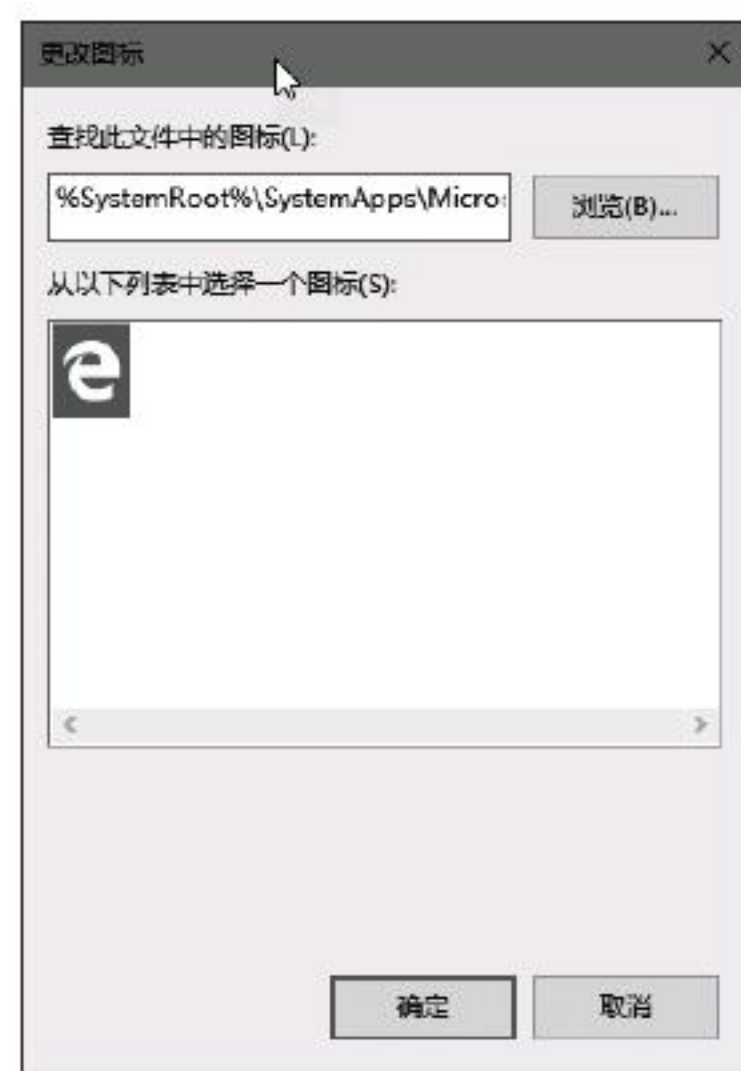 更改图标
查找此文件中的图标(L):
%SystemRoot%\SystemApps\Micro
浏览(B)...
从以下列表中选择一个图标(S):
确定
取消